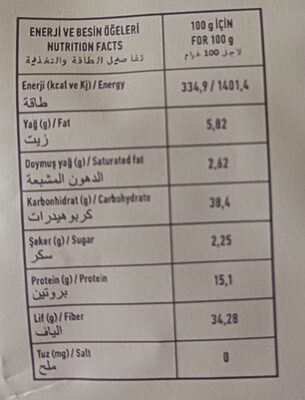 ENERJİ VE BESİN ÖĞELERİ
NUTRITION FACTS
تفاصيل الطاقة والتغذية
100 g İÇİN
FOR 100 g
لاجل 100 غرام
Enerji (kcal ve Kj) / Energy
طاقة
334,9 / 1401,4
Yağ (g) / Fat
زيت
5,82
Doymuş yağ (g) / Saturated fat
الدهون المشبعة
2,62
Karbonhidrat (g) / Carbohydrate
كربوهيدرات
38,4
Şeker (g) / Sugar
سكر
2,25
Protein (g) / Protein
بروتين
15,1
Lif (g) / Fiber
الياف
34,28
Tuz (mg) / Salt
ملح
0